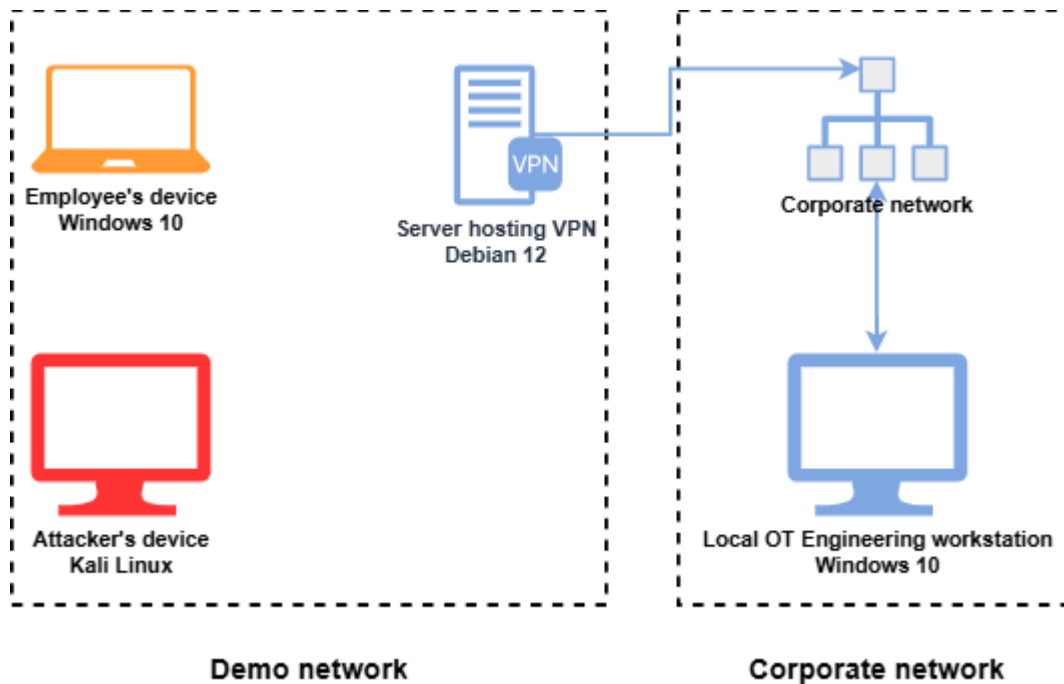 Employee's device
Windows 10
VPN
Server hosting VPN
Debian 12
Corporate network
Attacker's device
Kali Linux
Local OT Engineering workstation
Windows 10
Demo network
Corporate network